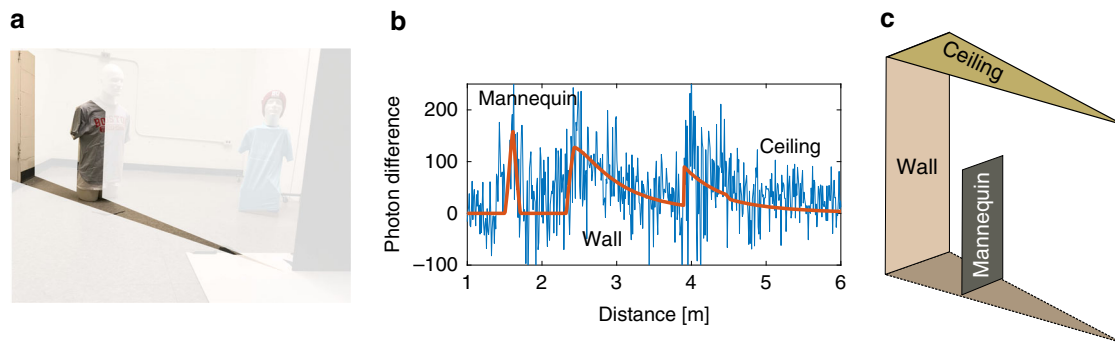 a
b
c
200
100
0
−100
Photon difference
Mannequin
Ceiling
Wall
1
2
3
4
5
6
Distance [m]
Ceiling
Wall
Mannequin